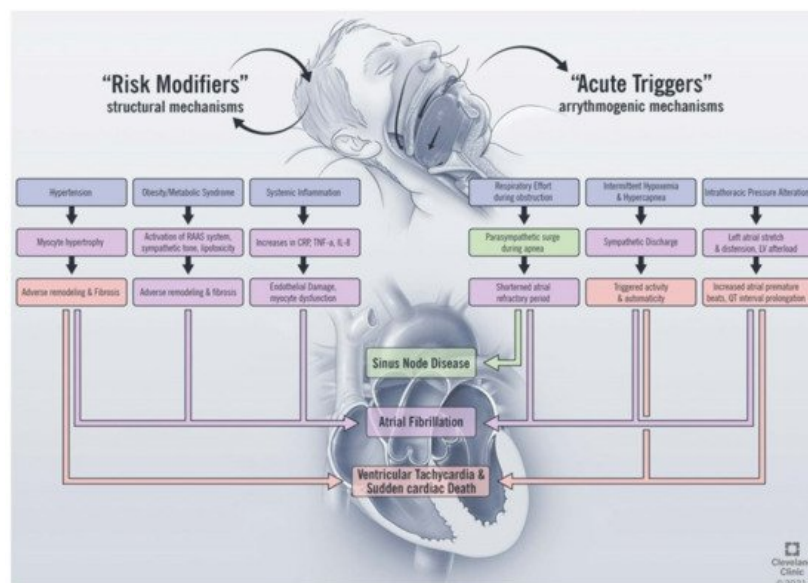 “Risk Modifiers”
structural mechanisms
“Acute Triggers”
arrythmogenic mechanisms
Hypertension
Obesity/Metabolic Syndrome
Systemic Inflammation
Respiratory Effort
during obstruction
Intermittent Hypoxemia
& Hypercapnea
Intrathoracic Pressure Alteration
Myocyte hypertrothy
Activation of RAAS system,
sympathetic tone, lipotoxicity
Increases in CRP, TNF-a, IL-8
Parasympathetic surge
during apnea
Sympathetic Discharge
Left atrial stretch
& distension, LV afterload
Adverse remodeling & Fibrosis
Adverse remodeling & fibrosis
Endothelial Damage,
myocyte dysfunction
Shortened atrial
refractory period
Triggered activity
& automaticity
Increased atrial premature
beats, QT interval prolongation
Sinus Node Disease
Atrial Fibrillation
Ventricular Tachycardia &
Sudden cardiac Death
Cleveland
Clinic